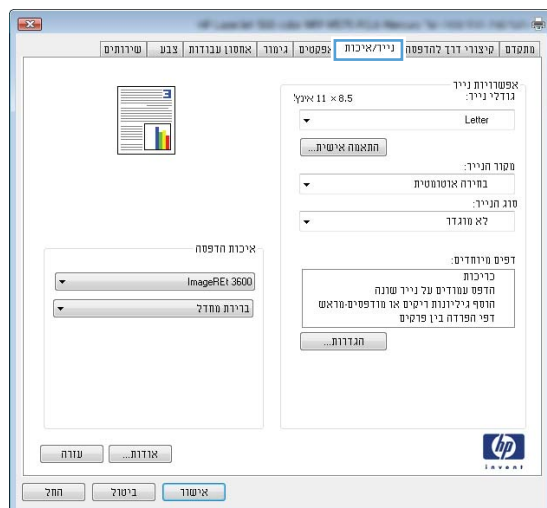 מתקדם קיצורי דרך להדפסה נייר/איכות אפקטים גימור אחסון עבודות צבע שירותים
אפשרויות נייר
גודלי נייר: 8.5 × 11 אינץ'
Letter
התאמה אישית...
מקור הנייר:
בחירה אוטומטית
סוג הנייר:
לא מוגדר
דפים מיוחדים:
כריכות
הדפס עמודים על נייר שונה
הוסף גיליונות ריקים או מודפסים-מראש
דפי הפרדה בין פרקים
הגדרות...
איכות הדפסה
ImageREt 3600
ברירת מחדל
hp
invent
אודות... עזרה
אישור ביטול החל